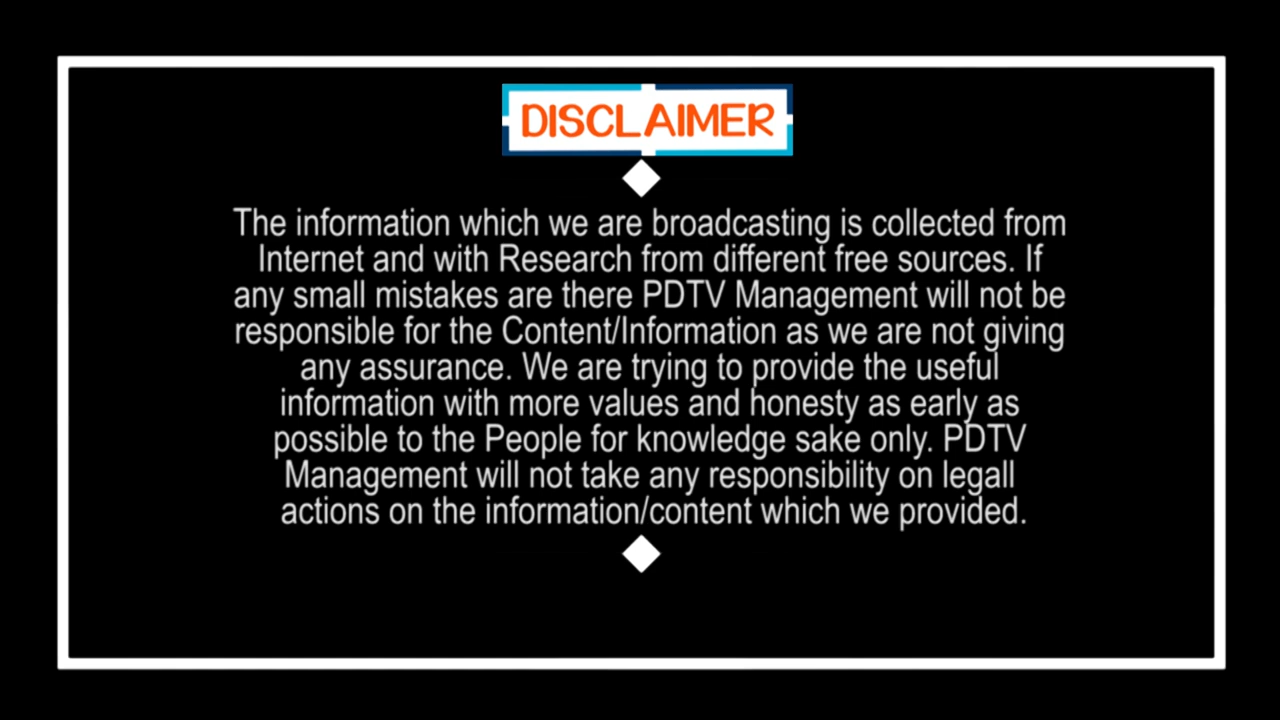 DISCLAIMER
The information which we are broadcasting is collected from
Internet and with Research from different free sources. If
any small mistakes are there PDTV Management will not be
responsible for the Content/Information as we are not giving
any assurance. We are trying to provide the useful
information with more values and honesty as early as
possible to the People for knowledge sake only. PDTV
Management will not take any responsibility on legall
actions on the information/content which we provided.